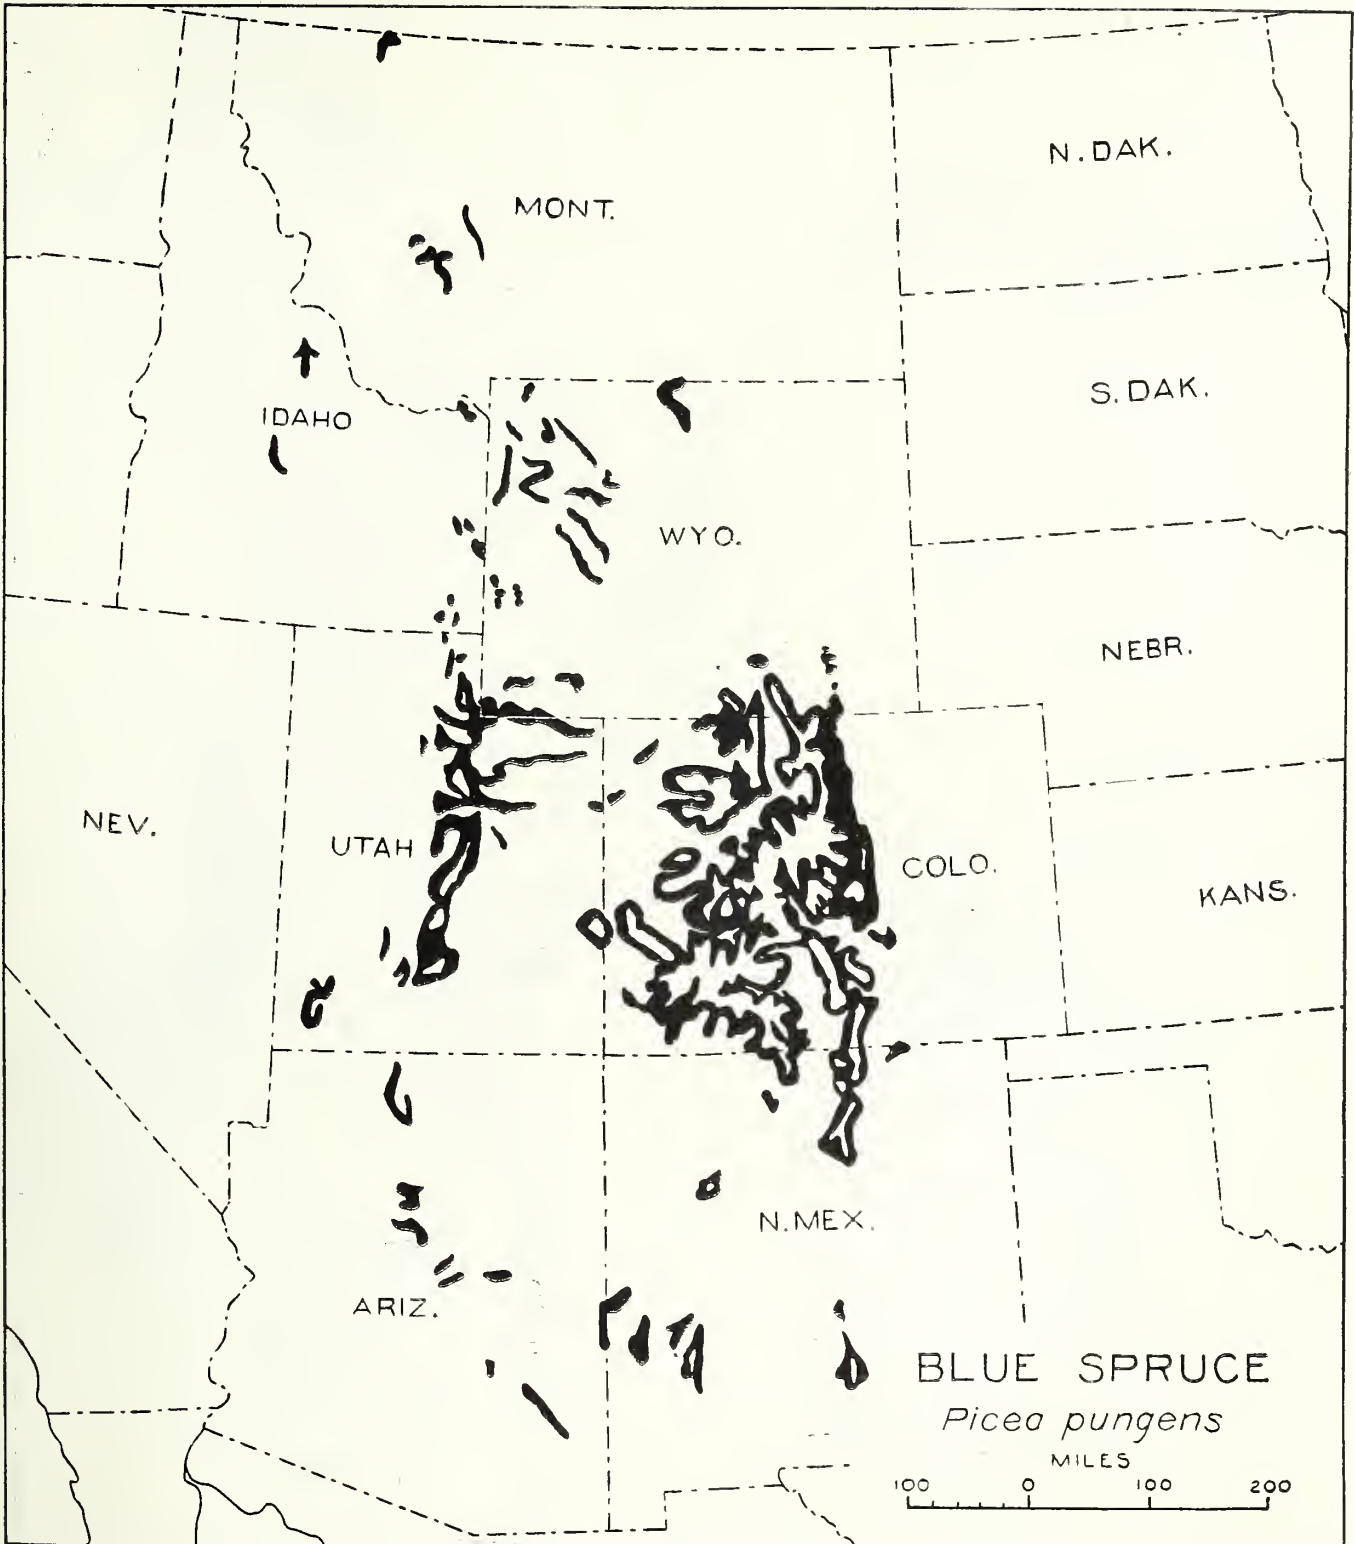 N. DAK.
MONT.
S. DAK.
IDAHO
WYO.
NEBR.
NEV.
UTAH
COLO.
KANS.
N. MEX.
ARIZ.
BLUE SPRUCE
Picea pungens
MILES
100 0 100 200